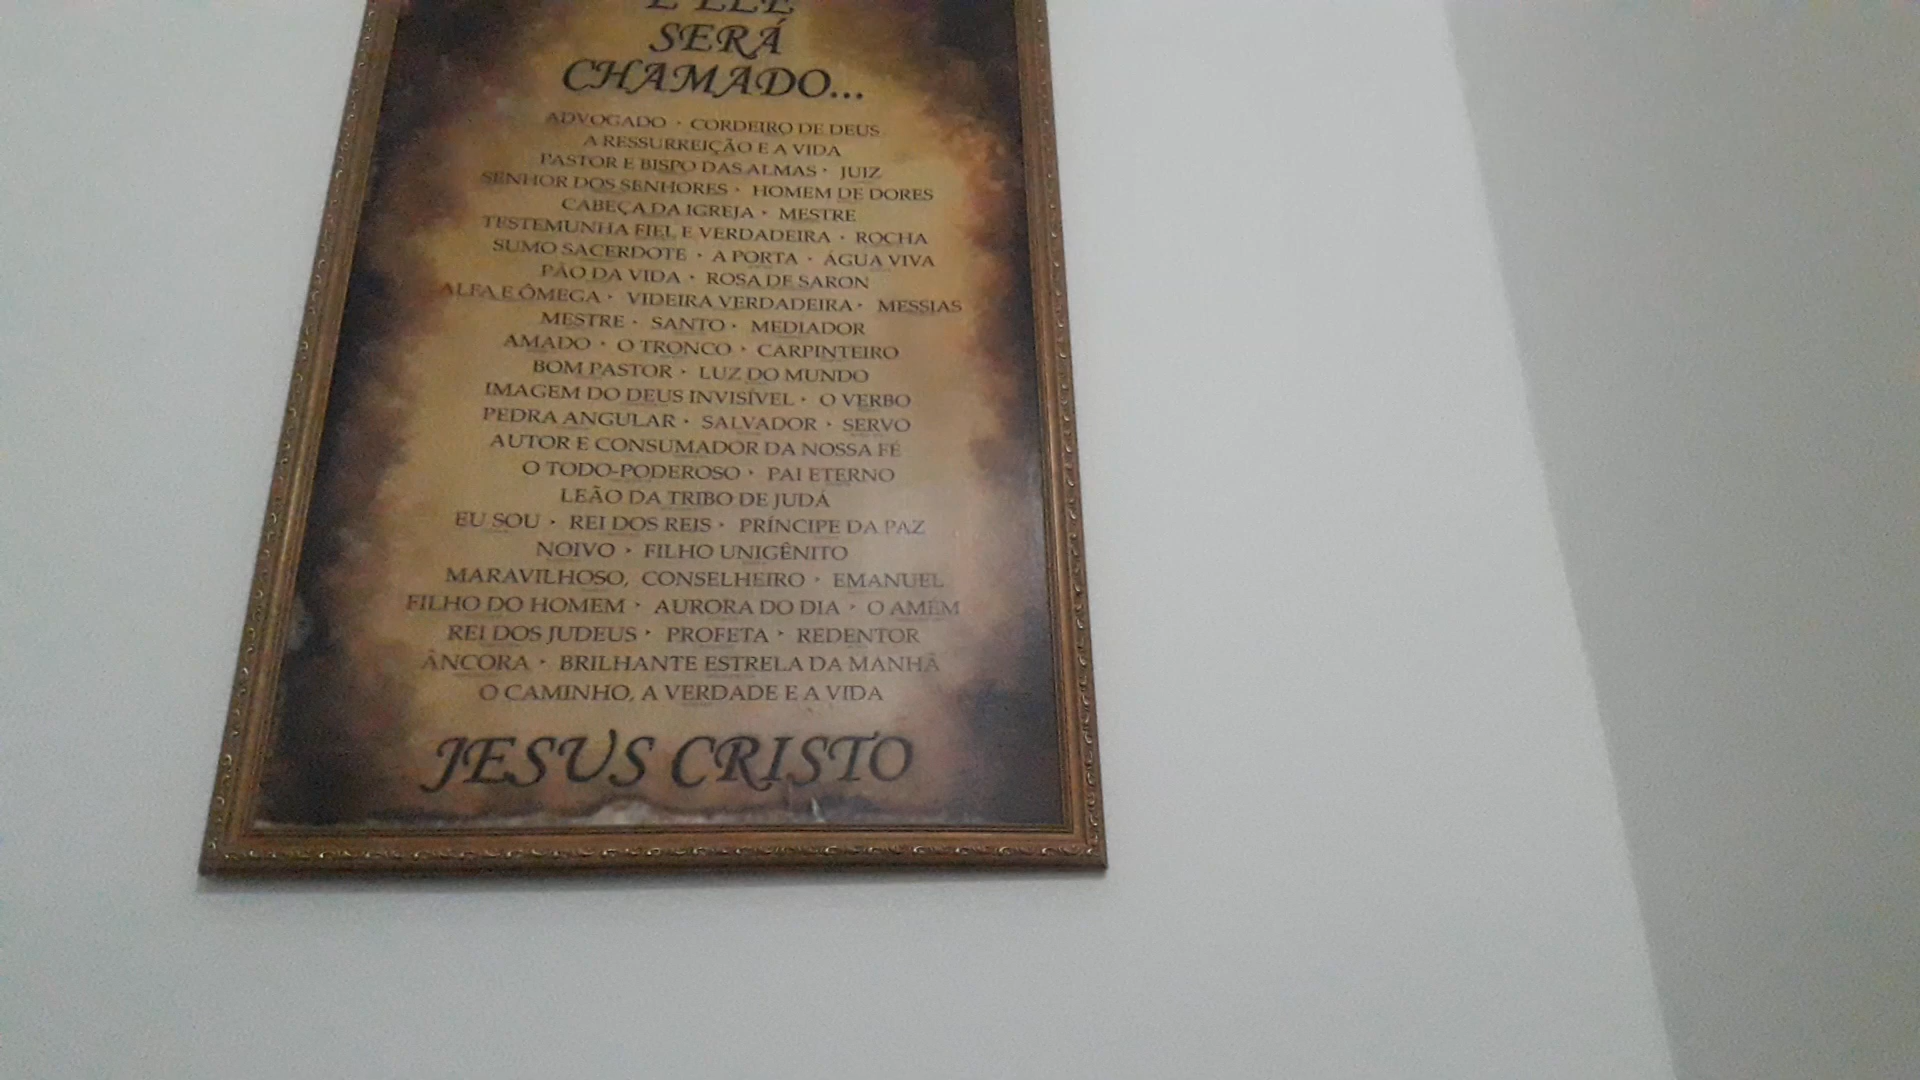 E ELE
SERÁ
CHAMADO...
ADVOGADO · CORDEIRO DE DEUS
A RESSURREIÇÃO E A VIDA
PASTOR E BISPO DAS ALMAS · JUIZ
SENHOR DOS SENHORES · HOMEM DE DORES
CABEÇA DA IGREJA · MESTRE
TESTEMUNHA FIEL E VERDADEIRA · ROCHA
SUMO SACERDOTE · A PORTA · ÁGUA VIVA
PÃO DA VIDA · ROSA DE SARON
ALFA E ÔMEGA · VIDEIRA VERDADEIRA · MESSIAS
MESTRE · SANTO · MEDIADOR
AMADO · O TRONCO · CARPINTEIRO
BOM PASTOR · LUZ DO MUNDO
IMAGEM DO DEUS INVISÍVEL · O VERBO
PEDRA ANGULAR · SALVADOR · SERVO
AUTOR E CONSUMADOR DA NOSSA FÉ
O TODO-PODEROSO · PAI ETERNO
LEÃO DA TRIBO DE JUDÁ
EU SOU · REI DOS REIS · PRÍNCIPE DA PAZ
NOIVO · FILHO UNIGÊNITO
MARAVILHOSO, CONSELHEIRO · EMANUEL
FILHO DO HOMEM · AURORA DO DIA · O AMÉM
REI DOS JUDEUS · PROFETA · REDENTOR
ÂNCORA · BRILHANTE ESTRELA DA MANHÃ
O CAMINHO, A VERDADE E A VIDA
JESUS CRISTO